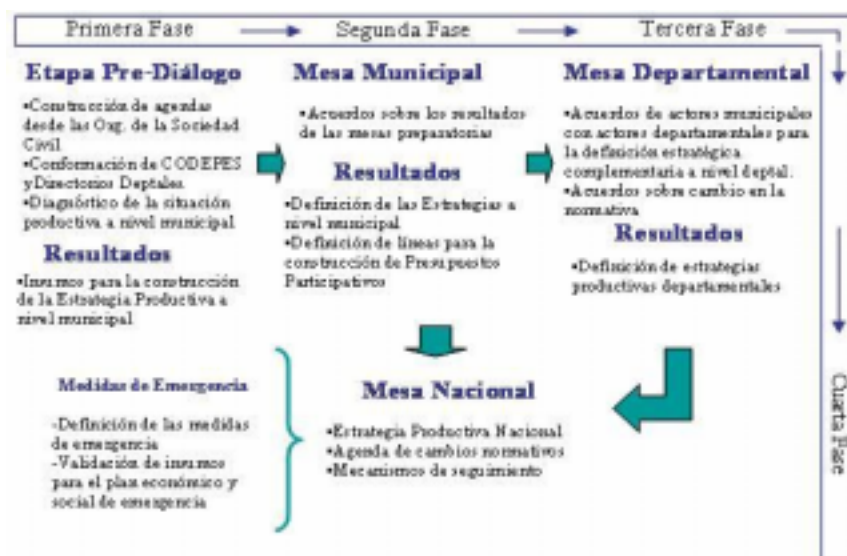 Primera Fase
Segunda Fase
Tercera Fase
Etapa Pre-Diálogo
•Construcción de agendas
desde las Org. de la Sociedad
Civil
•Conformación de CODEPES
y Directorios Deptales.
•Diagnóstico de la situación
productiva a nivel municipal
Resultados
•Insumos para la construcción
de la Estrategia Productiva a
nivel municipal
Mesa Municipal
•Acuerdos sobre los resultados
de las mesas preparatorias
Resultados
•Definición de las Estrategias a
nivel municipal
•Definición de líneas para la
construcción de Presupuestos
Participativos
Mesa Departamental
•Acuerdos de actores municipales
con actores departamentales para
la definición estratégica
complementaria a nivel deptal.
•Acuerdos sobre cambio en la
normativa
Resultados
•Definición de estrategias
productivas departamentales
Cuarta Fase
Medidas de Emergencia
-Definición de las medidas
de emergencia
-Validación de insumos
para el plan económico y
social de emergencia
Mesa Nacional
•Estrategia Productiva Nacional
•Agenda de cambios normativos
•Mecanismos de seguimiento